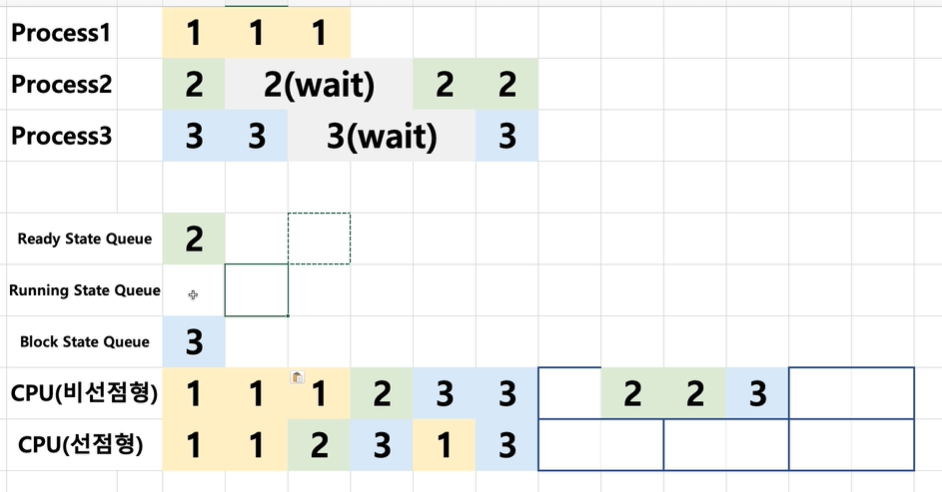 Process1 1 1 1
Process2 2 2(wait) 2 2
Process3 3 3 3(wait) 3
Ready State Queue 2
Running State Queue
Block State Queue 3
CPU(비선점형) 1 1 1 2 3 3 2 2 3
CPU(선점형) 1 1 2 3 1 3